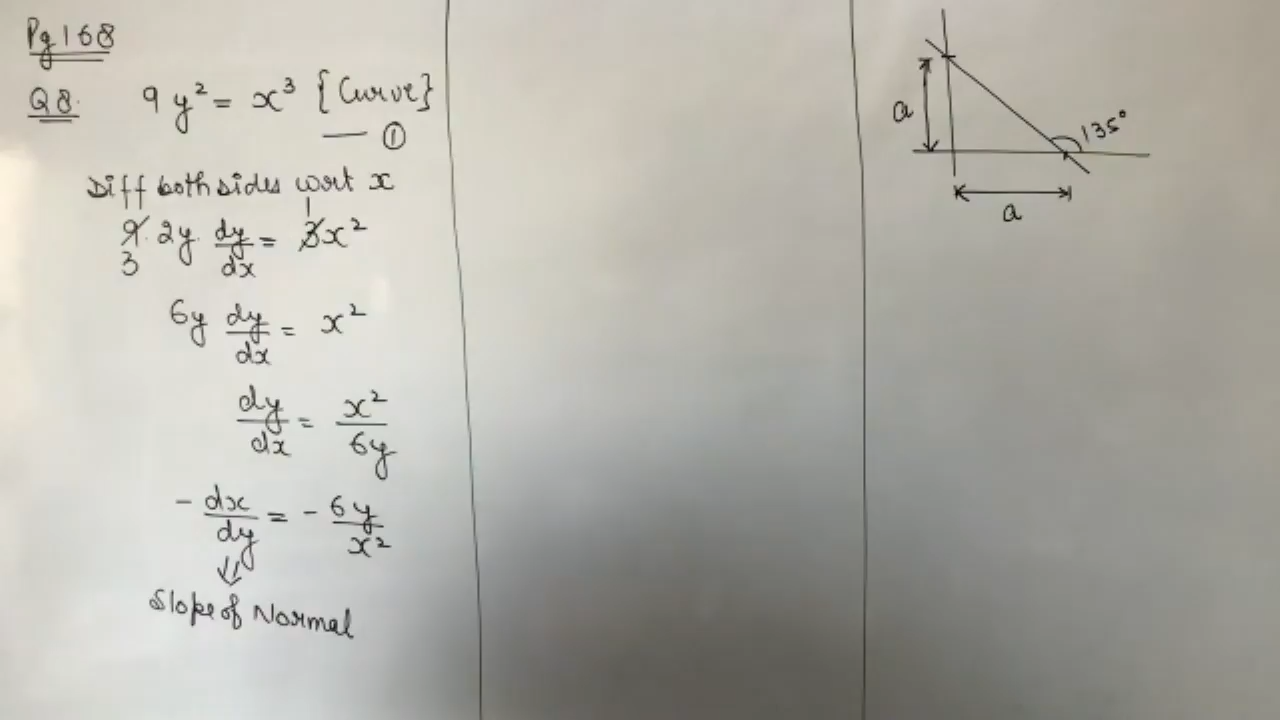 Pg 168
Q8. 9y² = x³ {Curve}
— ①
Diff both sides wrt x
9. 2y. dy/dx = 3x²
3 1
6y dy/dx = x²
dy/dx = x²/6y
- dx/dy = - 6y/x²
⇓
Slope of Normal
a
135°
a